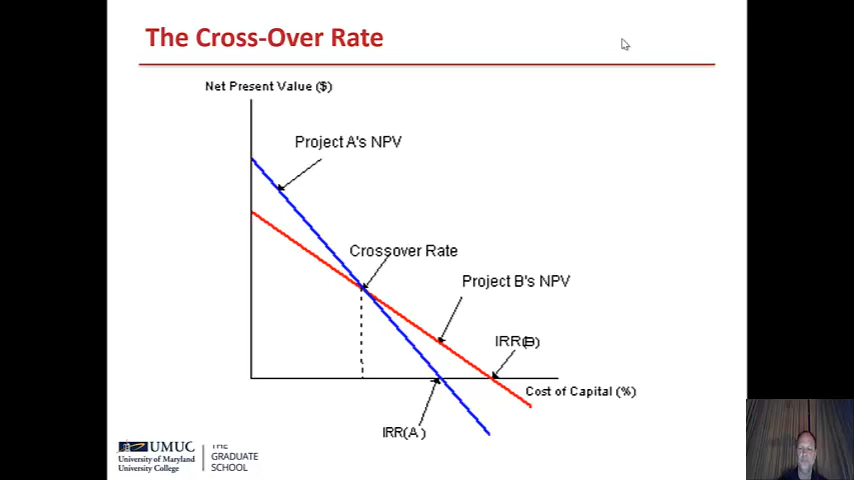 The Cross-Over Rate
Net Present Value ($)
Project A's NPV
Crossover Rate
Project B's NPV
IRR(B)
Cost of Capital (%)
IRR(A)
UMUC
University of Maryland
University College
THE
GRADUATE
SCHOOL